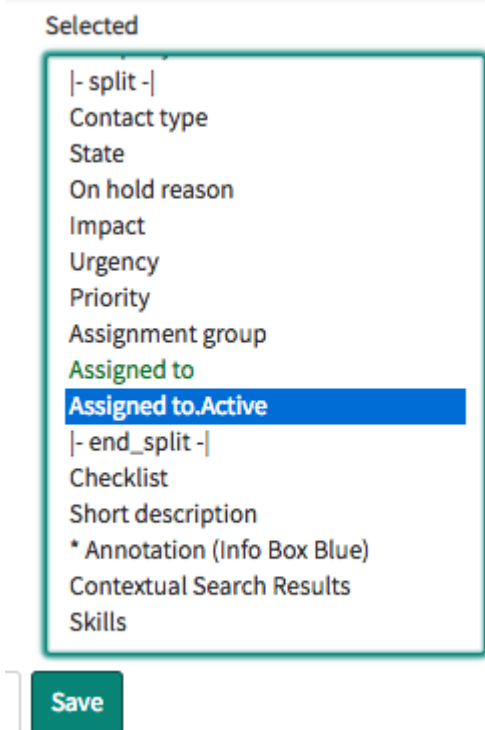 Selected
|- split -|
Contact type
State
On hold reason
Impact
Urgency
Priority
Assignment group
Assigned to
Assigned to.Active
|- end_split -|
Checklist
Short description
* Annotation (Info Box Blue)
Contextual Search Results
Skills
Save